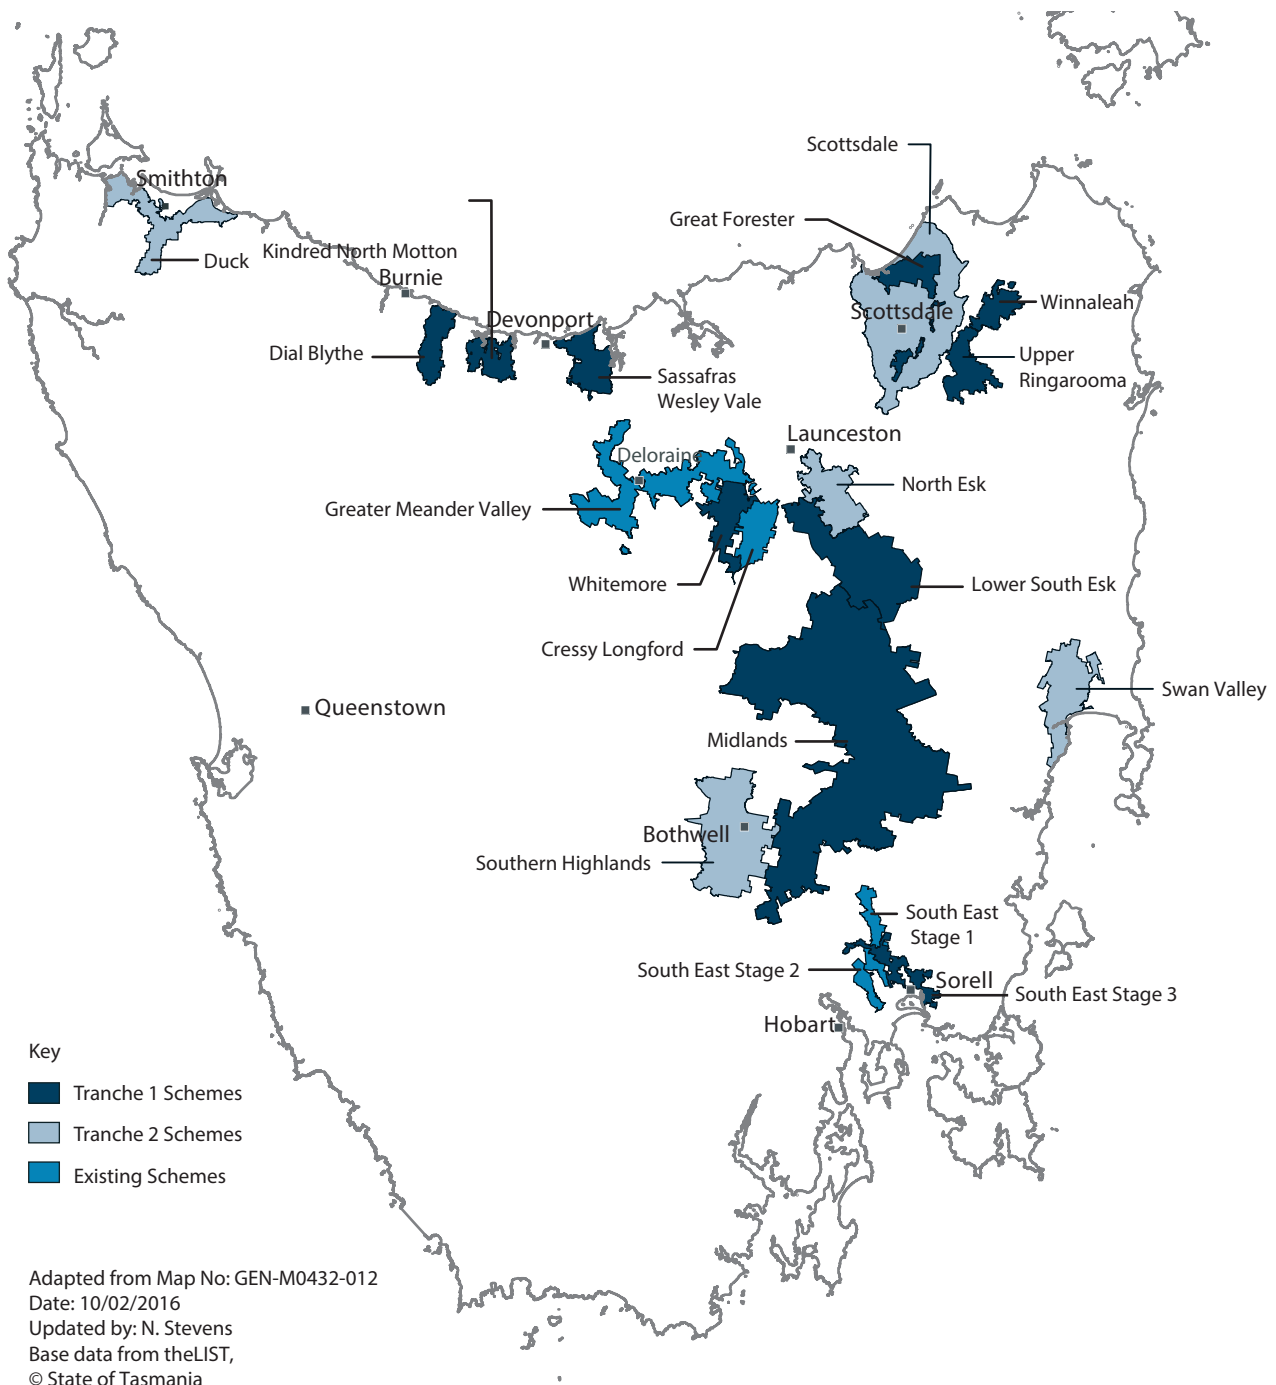 Scottsdale
Smithton
Great Forester
Duck
Kindred North Motton
Burnie
Winnaleah
Scottsdale
Devonport
Dial Blythe
Upper
Ringarooma
Sassafras
Wesley Vale
Launceston
Deloraine
North Esk
Greater Meander Valley
Whitemore
Lower South Esk
Cressy Longford
Swan Valley
Queenstown
Midlands
Bothwell
Southern Highlands
South East
Stage 1
South East Stage 2
Sorell
South East Stage 3
Hobart
Key
Tranche 1 Schemes
Tranche 2 Schemes
Existing Schemes
Adapted from Map No: GEN-M0432-012
Date: 10/02/2016
Updated by: N. Stevens
Base data from theLIST,
© State of Tasmania